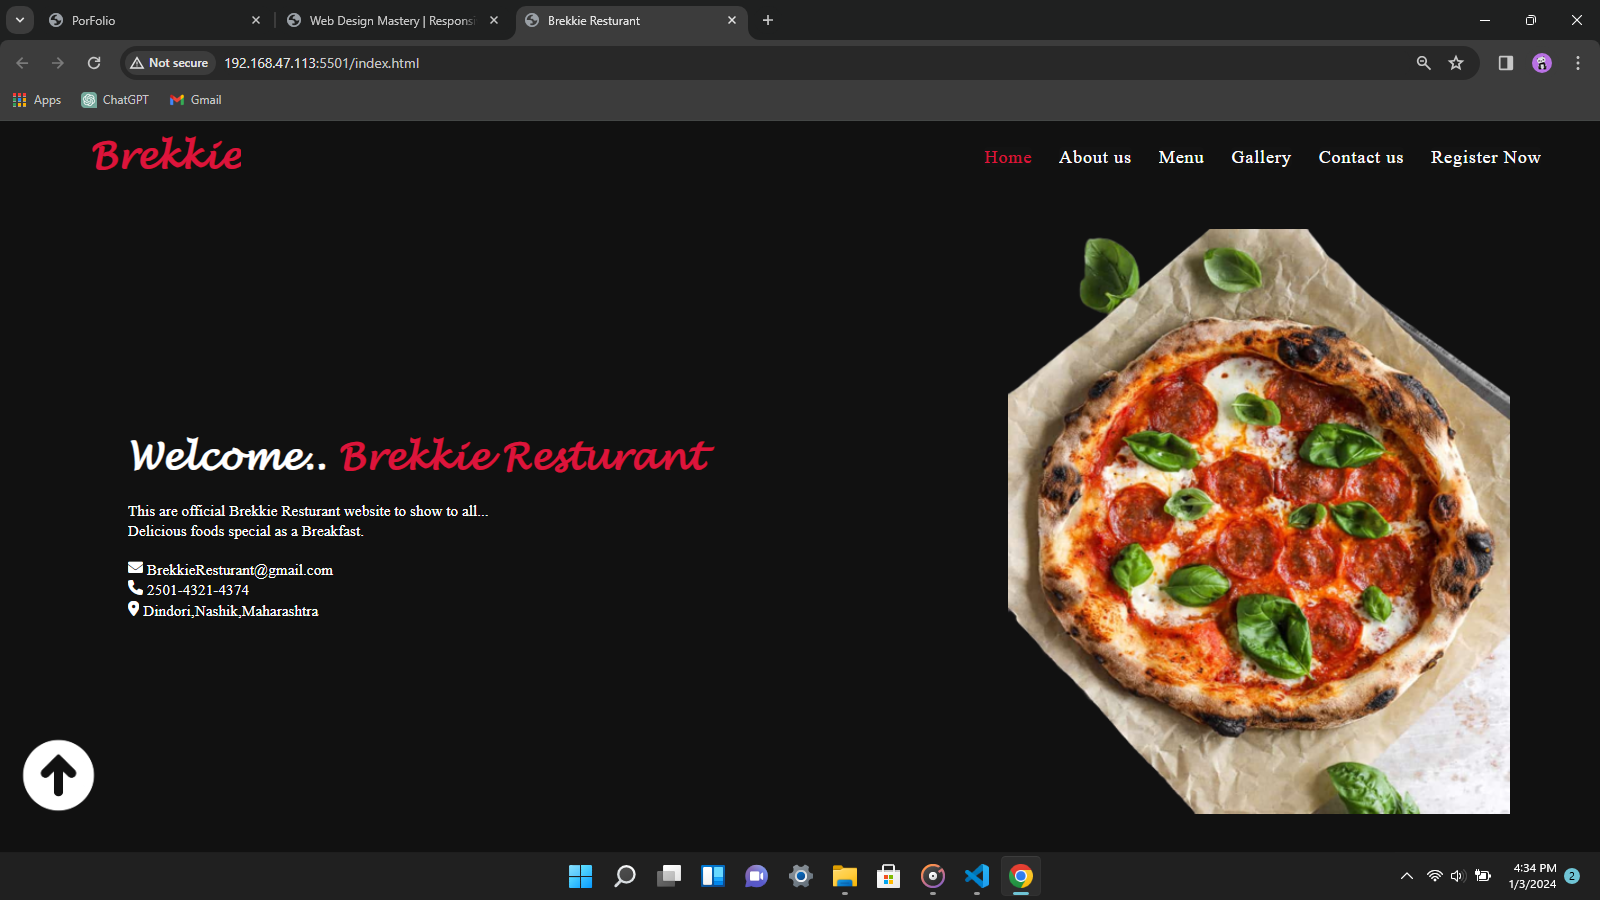 PorFolio
Web Design Mastery | Respons
Brekkie Resturant
Not secure 192.168.47.113:5501/index.html
Apps ChatGPT Gmail
Brekkie
Home About us Menu Gallery Contact us Register Now
Welcome.. Brekkie Resturant
This are official Brekkie Resturant website to show to all...
Delicious foods special as a Breakfast.
BrekkieResturant@gmail.com
2501-4321-4374
Dindori,Nashik,Maharashtra
4:34 PM
1/3/2024
2